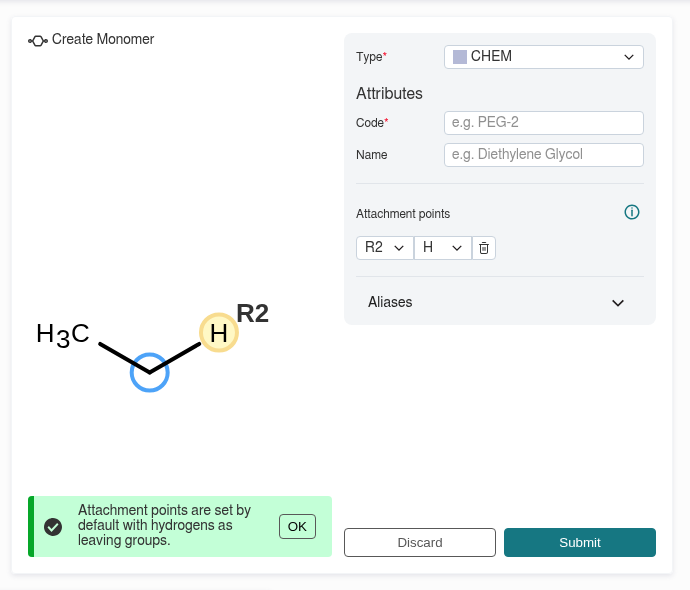 Create Monomer
Type*
CHEM
Attributes
Code*
e.g. PEG-2
Name
e.g. Diethylene Glycol
Attachment points
R2
H
Aliases
H3C
H
R2
Attachment points are set by
default with hydrogens as
leaving groups.
OK
Discard
Submit